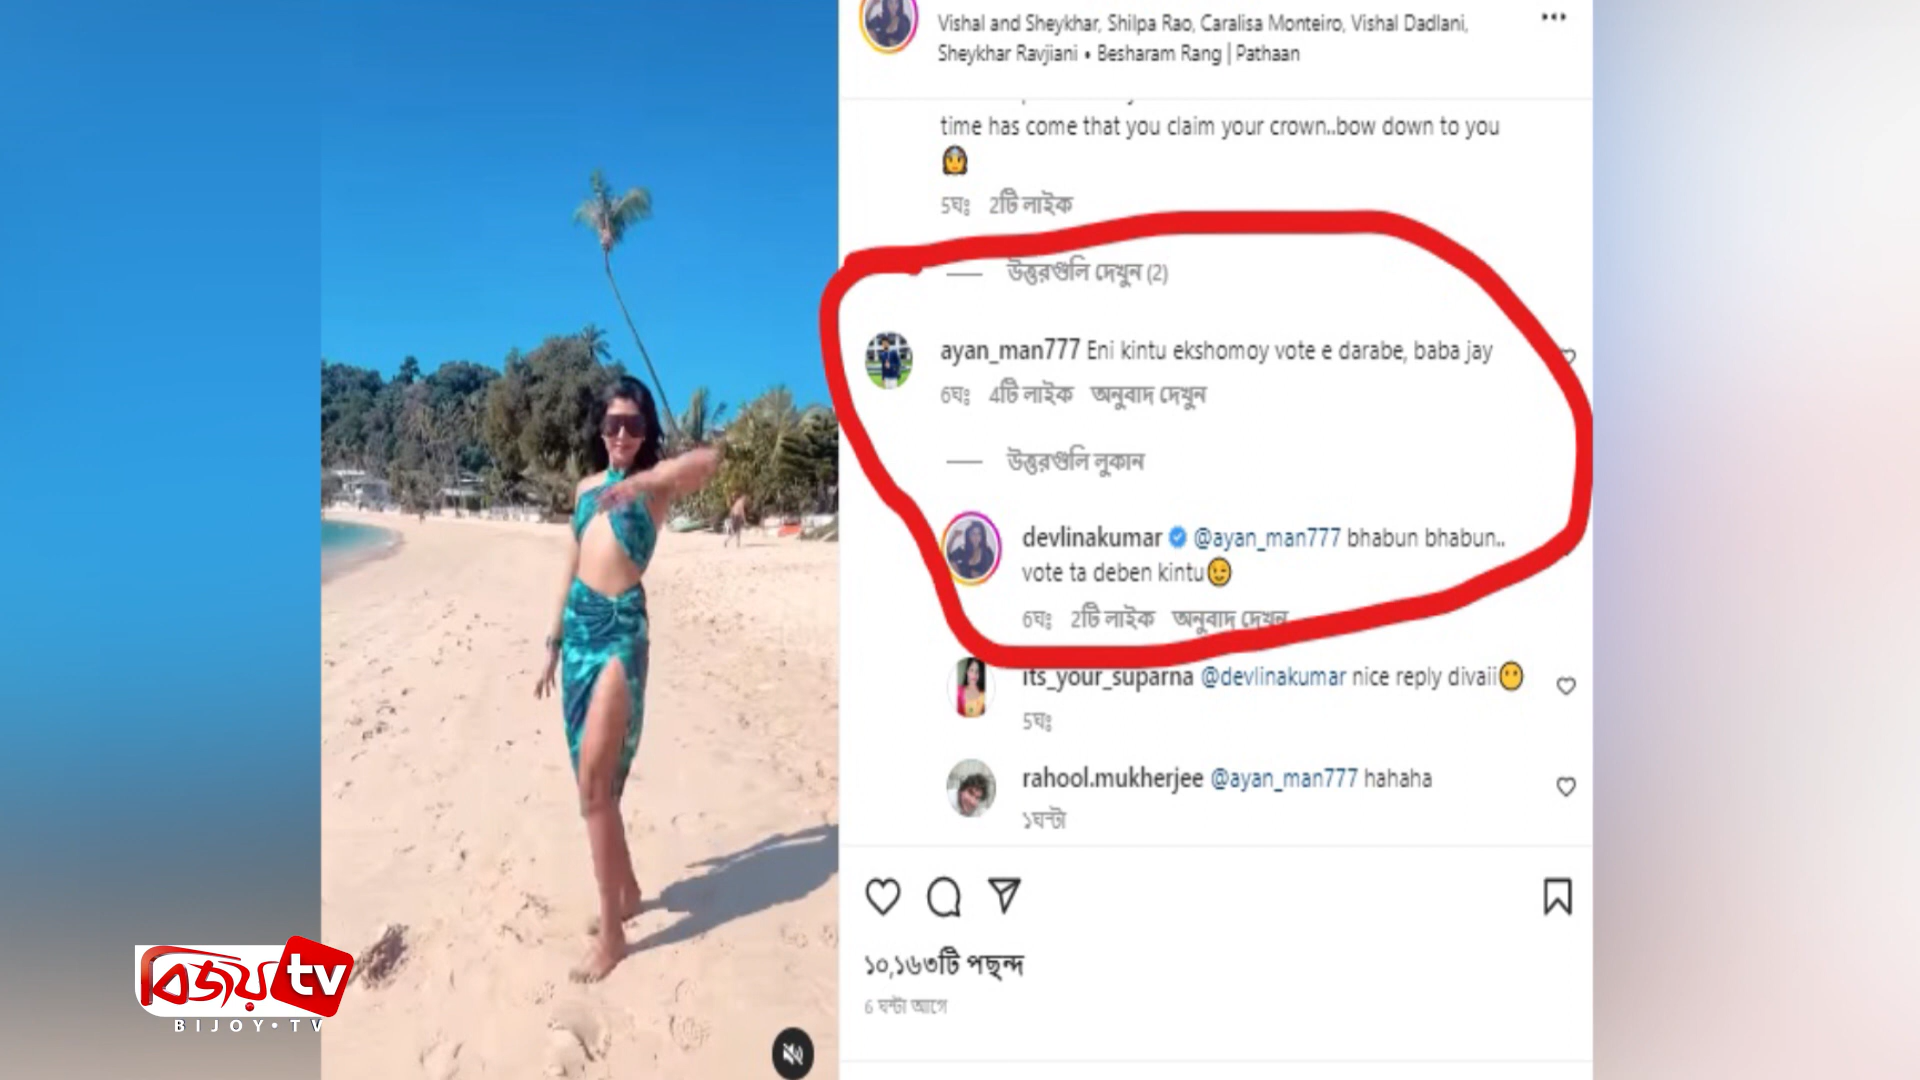 Vishal and Sheykhar, Shilpa Rao, Caralisa Monteiro, Vishal Dadlani,
Sheykhar Ravjiani • Besharam Rang | Pathaan
time has come that you claim your crown..bow down to you
👸
5ঘঃ 2টি লাইক
উত্তরগুলি দেখুন (2)
ayan_man777 Eni kintu ekshomoy vote e darabe, baba jay
6ঘঃ 4টি লাইক অনুবাদ দেখুন
উত্তরগুলি লুকান
devlinakumar @ayan_man777 bhabun bhabun..
vote ta deben kintu😉
6ঘঃ 2টি লাইক অনুবাদ দেখুন
its_your_suparna @devlinakumar nice reply divaii😶
5ঘঃ
rahool.mukherjee @ayan_man777 hahaha
১ঘন্টা
১০,১৬৩টি পছন্দ
6 ঘন্টা আগে
বিজয় tv
BIJOY•TV